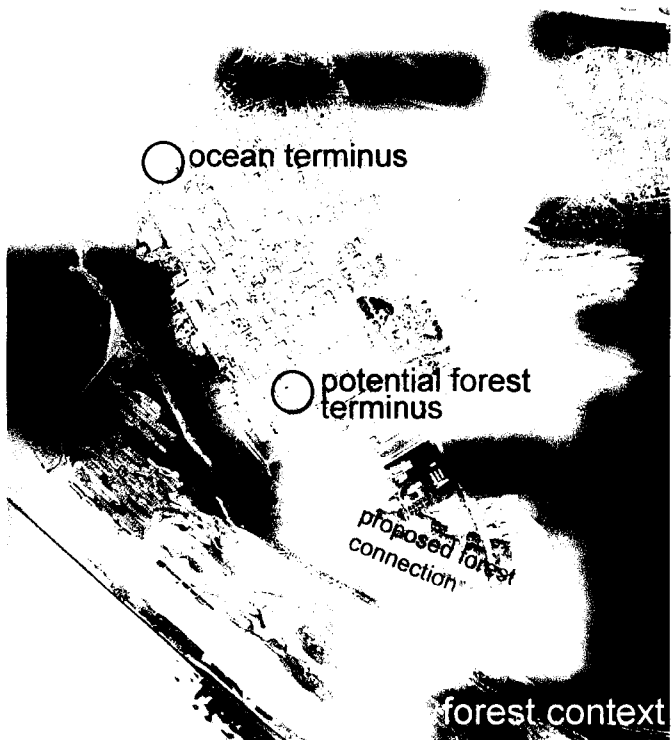 ocean terminus
potential forest
terminus
proposed forest
connection"
forest context